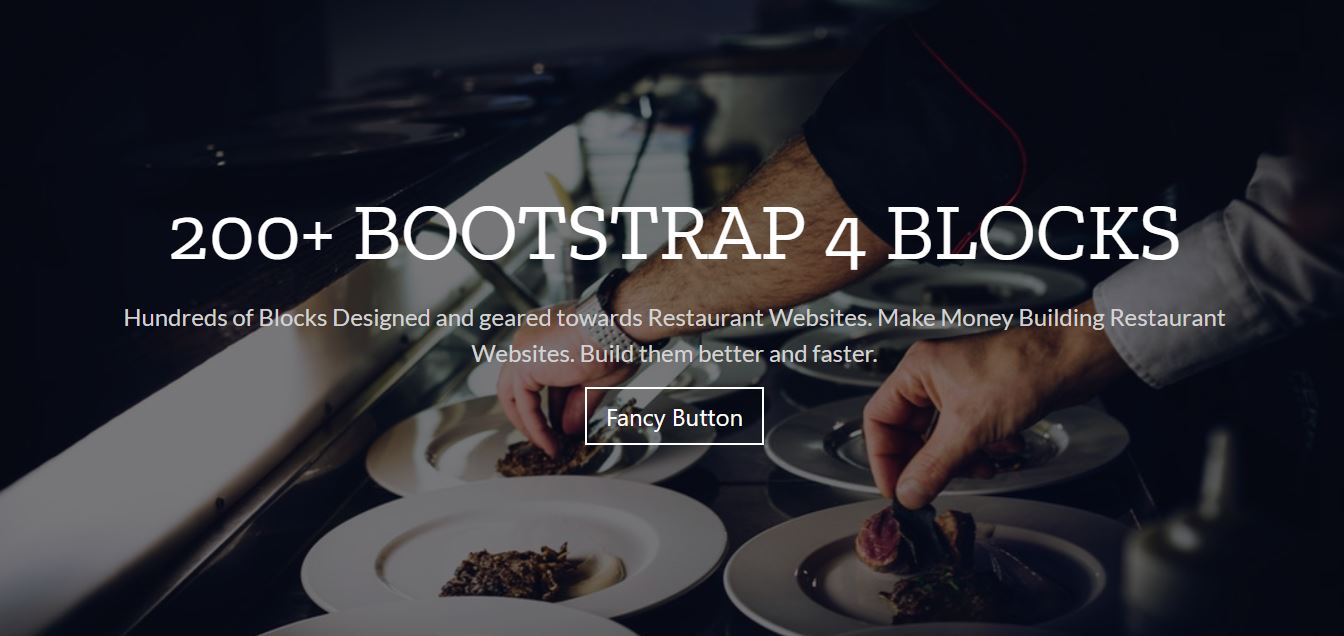 200+ BOOTSTRAP 4 BLOCKS
Hundreds of Blocks Designed and geared towards Restaurant Websites. Make Money Building Restaurant
Websites. Build them better and faster.
Fancy Button